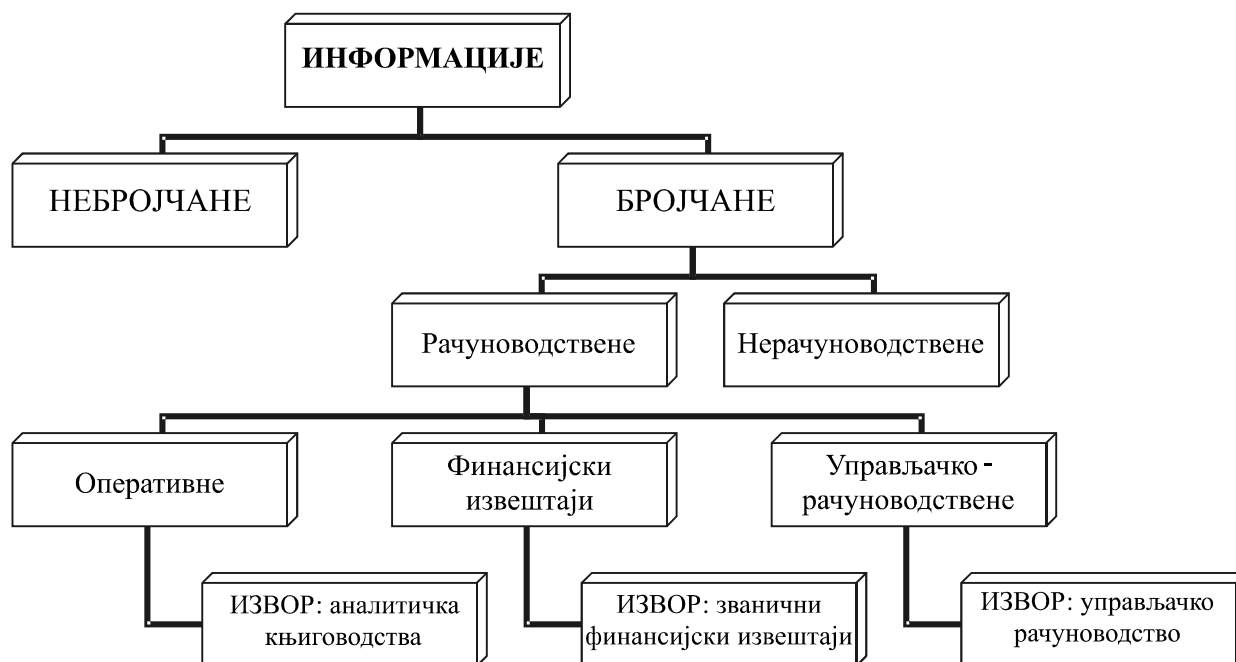 ИНФОРМАЦИЈЕ
НЕБРОЈЧАНЕ
БРОЈЧАНЕ
Рачуноводствене
Нерачуноводствене
Оперативне
Финансијски
извештаји
Управљачко -
рачуноводствене
ИЗВОР: аналитичка
књиговодства
ИЗВОР: званични
финансијски извештаји
ИЗВОР: управљачко
рачуноводство